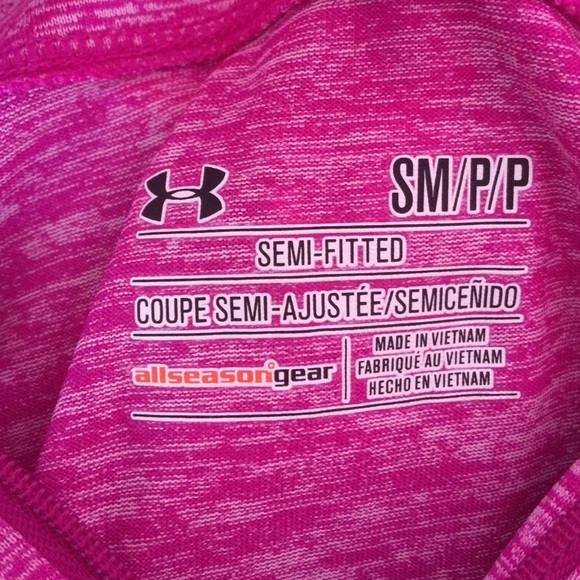 SM/P/P
SEMI-FITTED
COUPE SEMI-AJUSTÉE/SEMICEÑIDO
allseasongear
MADE IN VIETNAM
FABRIQUÉ AU VIETNAM
HECHO EN VIETNAM